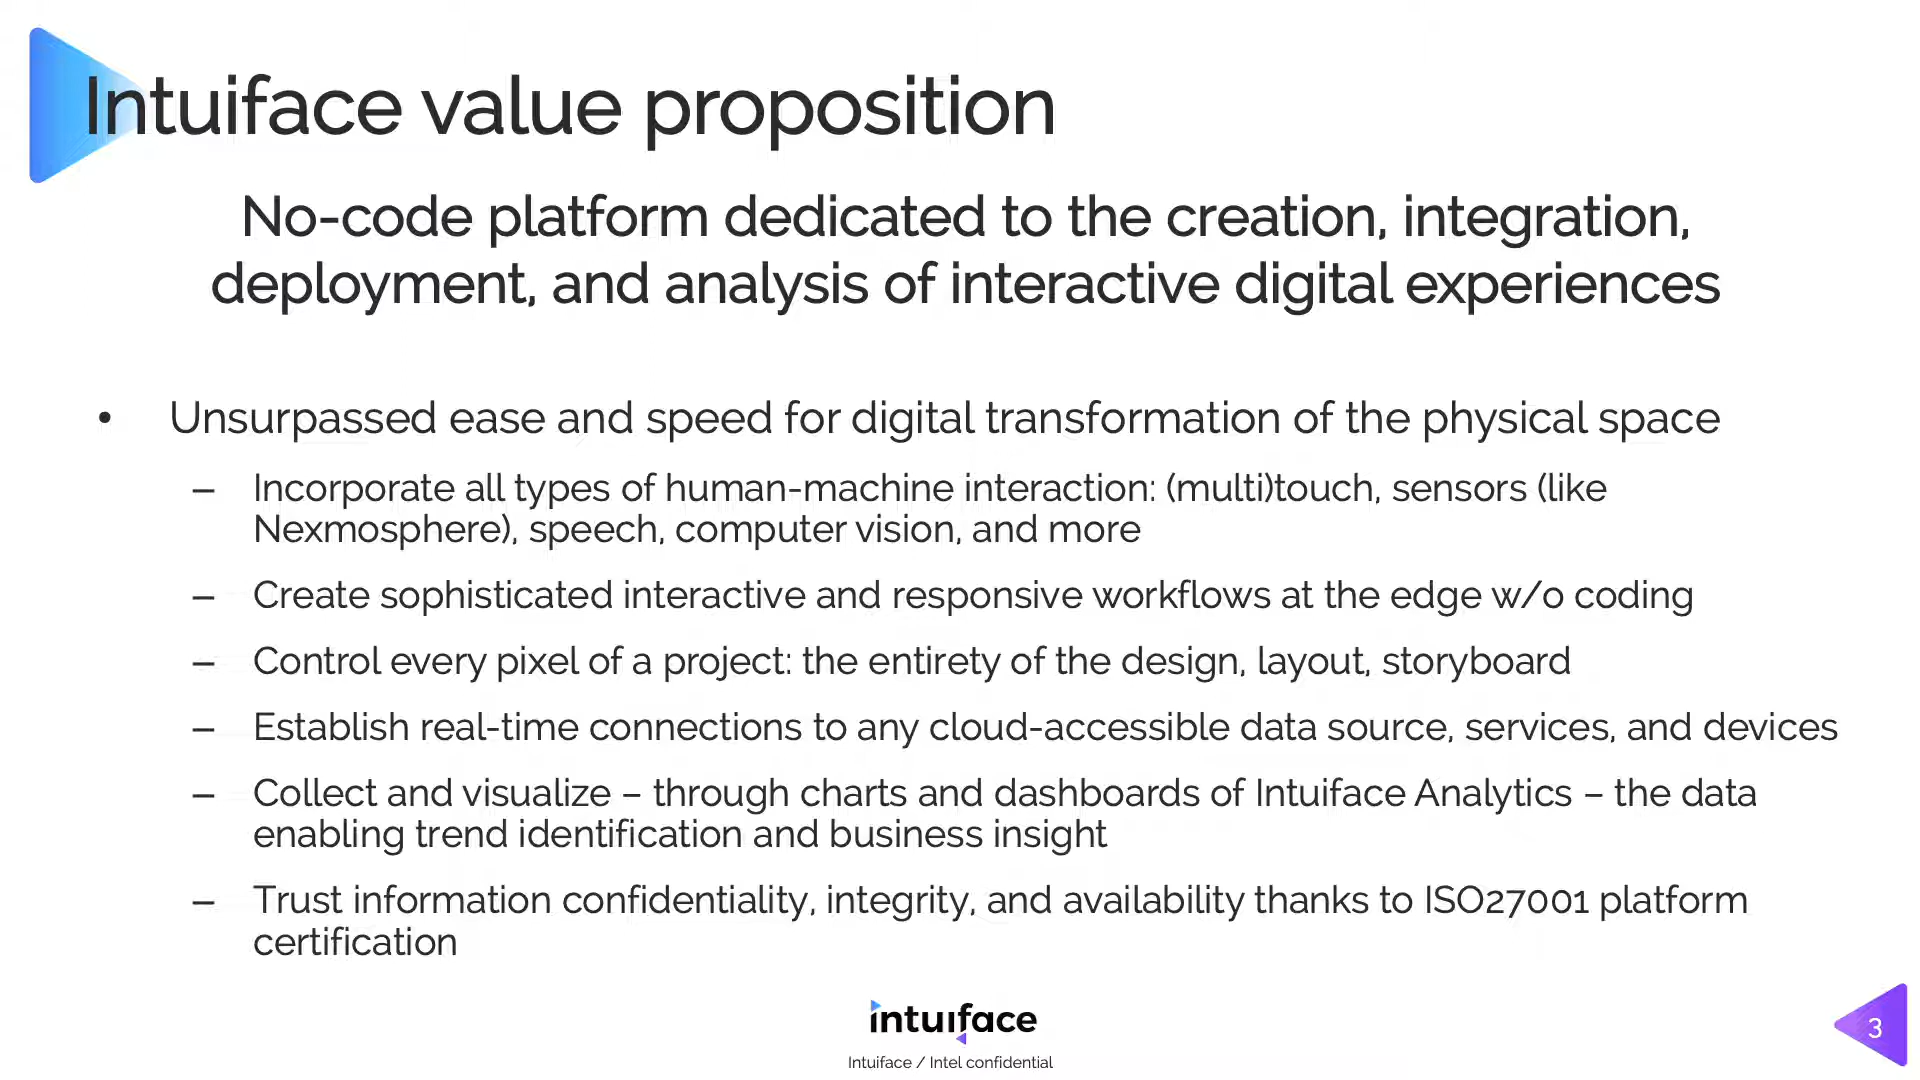 Intuiface value proposition
No-code platform dedicated to the creation, integration,
deployment, and analysis of interactive digital experiences
• Unsurpassed ease and speed for digital transformation of the physical space
– Incorporate all types of human-machine interaction: (multi)touch, sensors (like
Nexmosphere), speech, computer vision, and more
– Create sophisticated interactive and responsive workflows at the edge w/o coding
– Control every pixel of a project: the entirety of the design, layout, storyboard
– Establish real-time connections to any cloud-accessible data source, services, and devices
– Collect and visualize – through charts and dashboards of Intuiface Analytics – the data
enabling trend identification and business insight
– Trust information confidentiality, integrity, and availability thanks to ISO27001 platform
certification
intuiface
Intuiface / Intel confidential
3